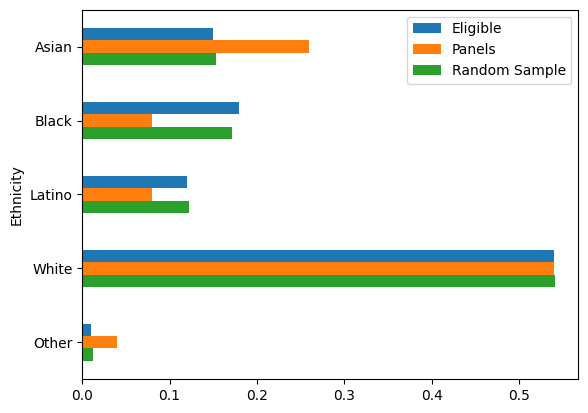 Eligible
Panels
Random Sample
Asian
Black
Latino
White
Other
Ethnicity
0.0 0.1 0.2 0.3 0.4 0.5